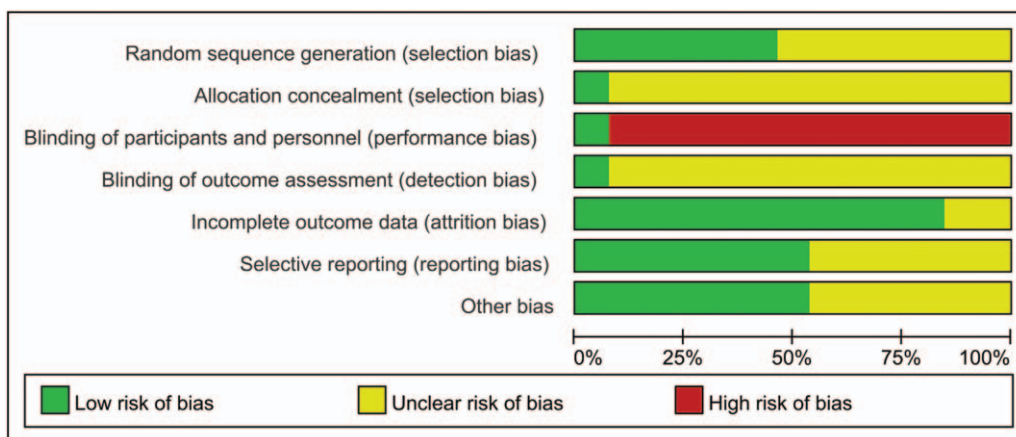 Random sequence generation (selection bias)
Allocation concealment (selection bias)
Blinding of participants and personnel (performance bias)
Blinding of outcome assessment (detection bias)
Incomplete outcome data (attrition bias)
Selective reporting (reporting bias)
Other bias
0% 25% 50% 75% 100%
Low risk of bias Unclear risk of bias High risk of bias